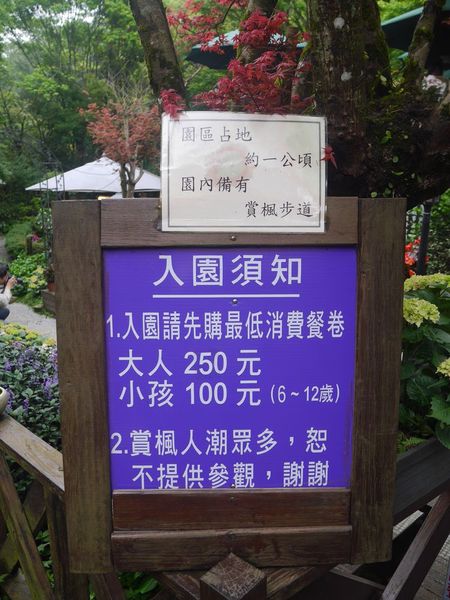 園區占地
約一公頃
園內備有
賞楓步道
入園須知
1.入園請先購最低消費餐卷
大人 250 元
小孩 100 元 (6～12歲)
2.賞楓人潮眾多，恕
不提供參觀，謝謝